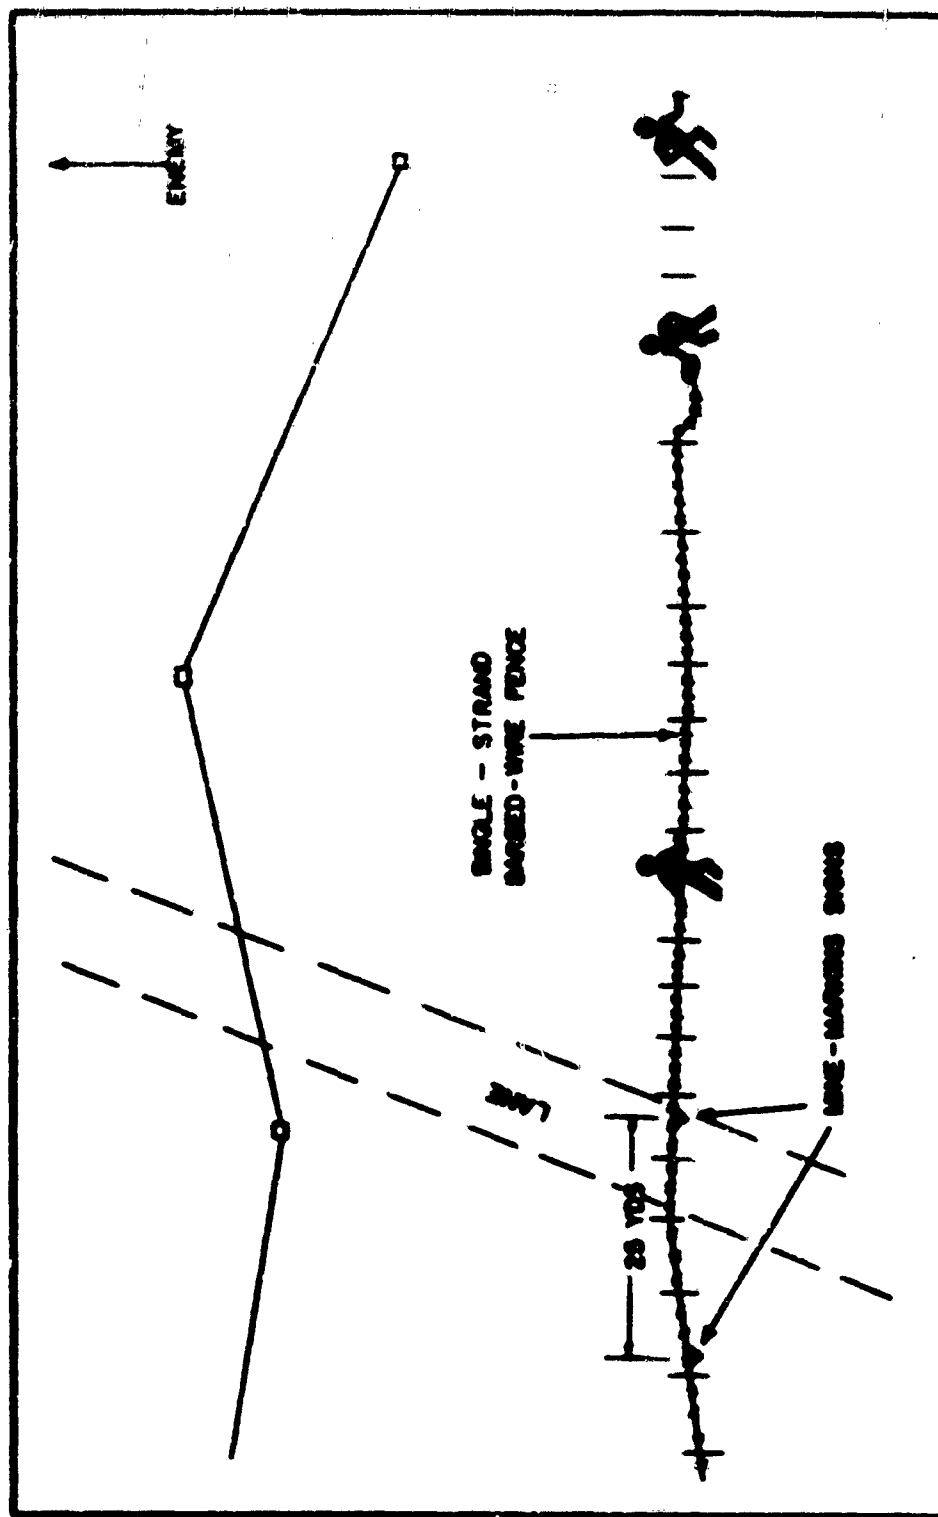 ENEMY
SINGLE - STRAND
BARBED-WIRE FENCE
LANE
25 YDS
MINE-MARKING SIGNS